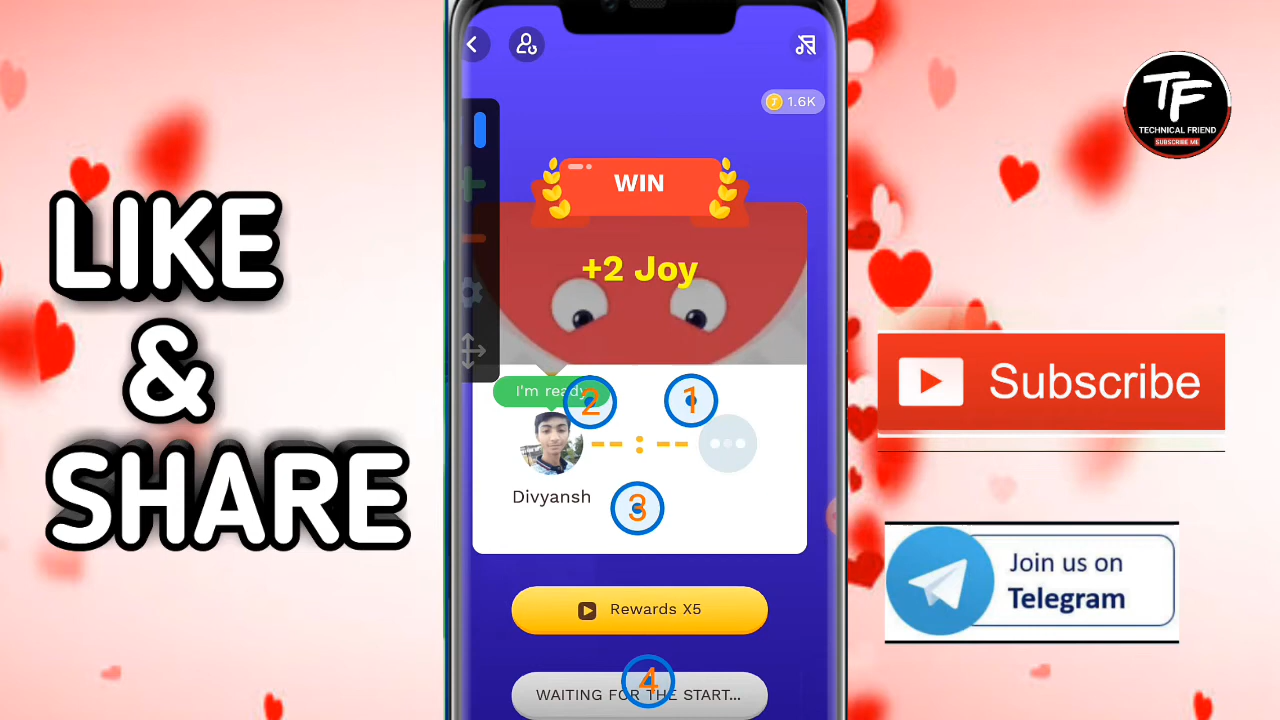 LIKE
&
SHARE
1.6K
WIN
+2 Joy
I'm ready
2
1
-- : --
Divyansh
3
Rewards X5
4
WAITING FOR THE START...
TF
TECHNICAL FRIEND
SUBSCRIBE ME
Subscribe
Join us on
Telegram